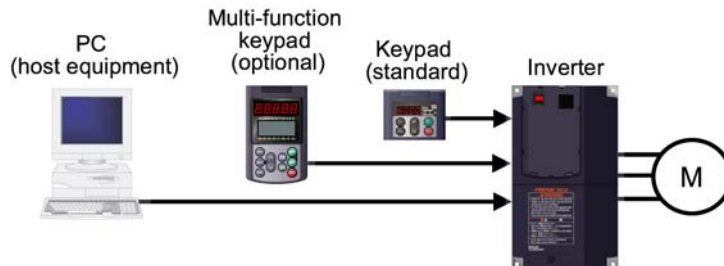 PC
(host equipment)
Multi-function
keypad
(optional)
Keypad
(standard)
Inverter
M